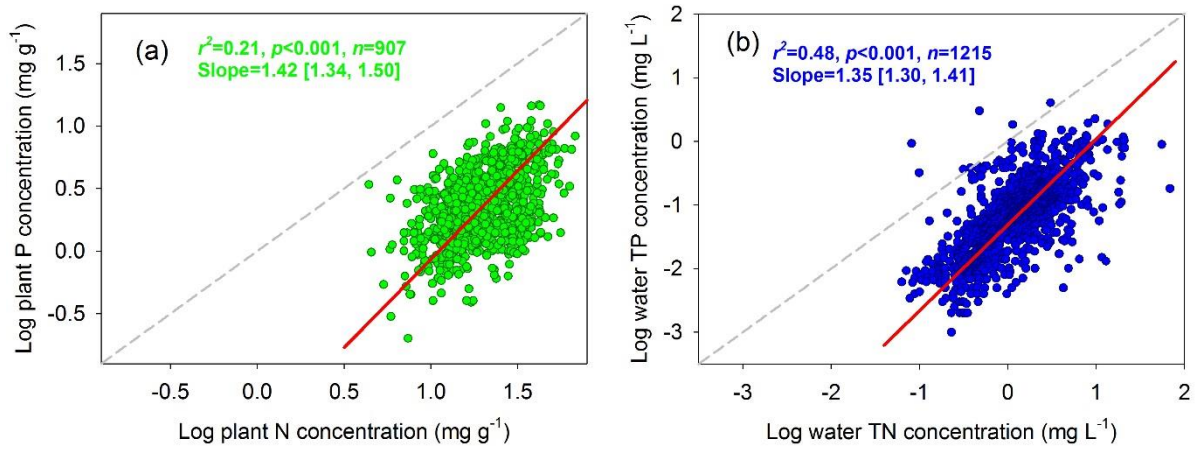 (a)
r²=0.21, p<0.001, n=907
Slope=1.42 [1.34, 1.50]
Log plant P concentration (mg g⁻¹)
1.5
1.0
0.5
0.0
-0.5
-0.5 0.0 0.5 1.0 1.5
Log plant N concentration (mg g⁻¹)
(b)
r²=0.48, p<0.001, n=1215
Slope=1.35 [1.30, 1.41]
Log water TP concentration (mg L⁻¹)
2
1
-0
-1
-2
-3
-3 -2 -1 0 1 2
Log water TN concentration (mg L⁻¹)